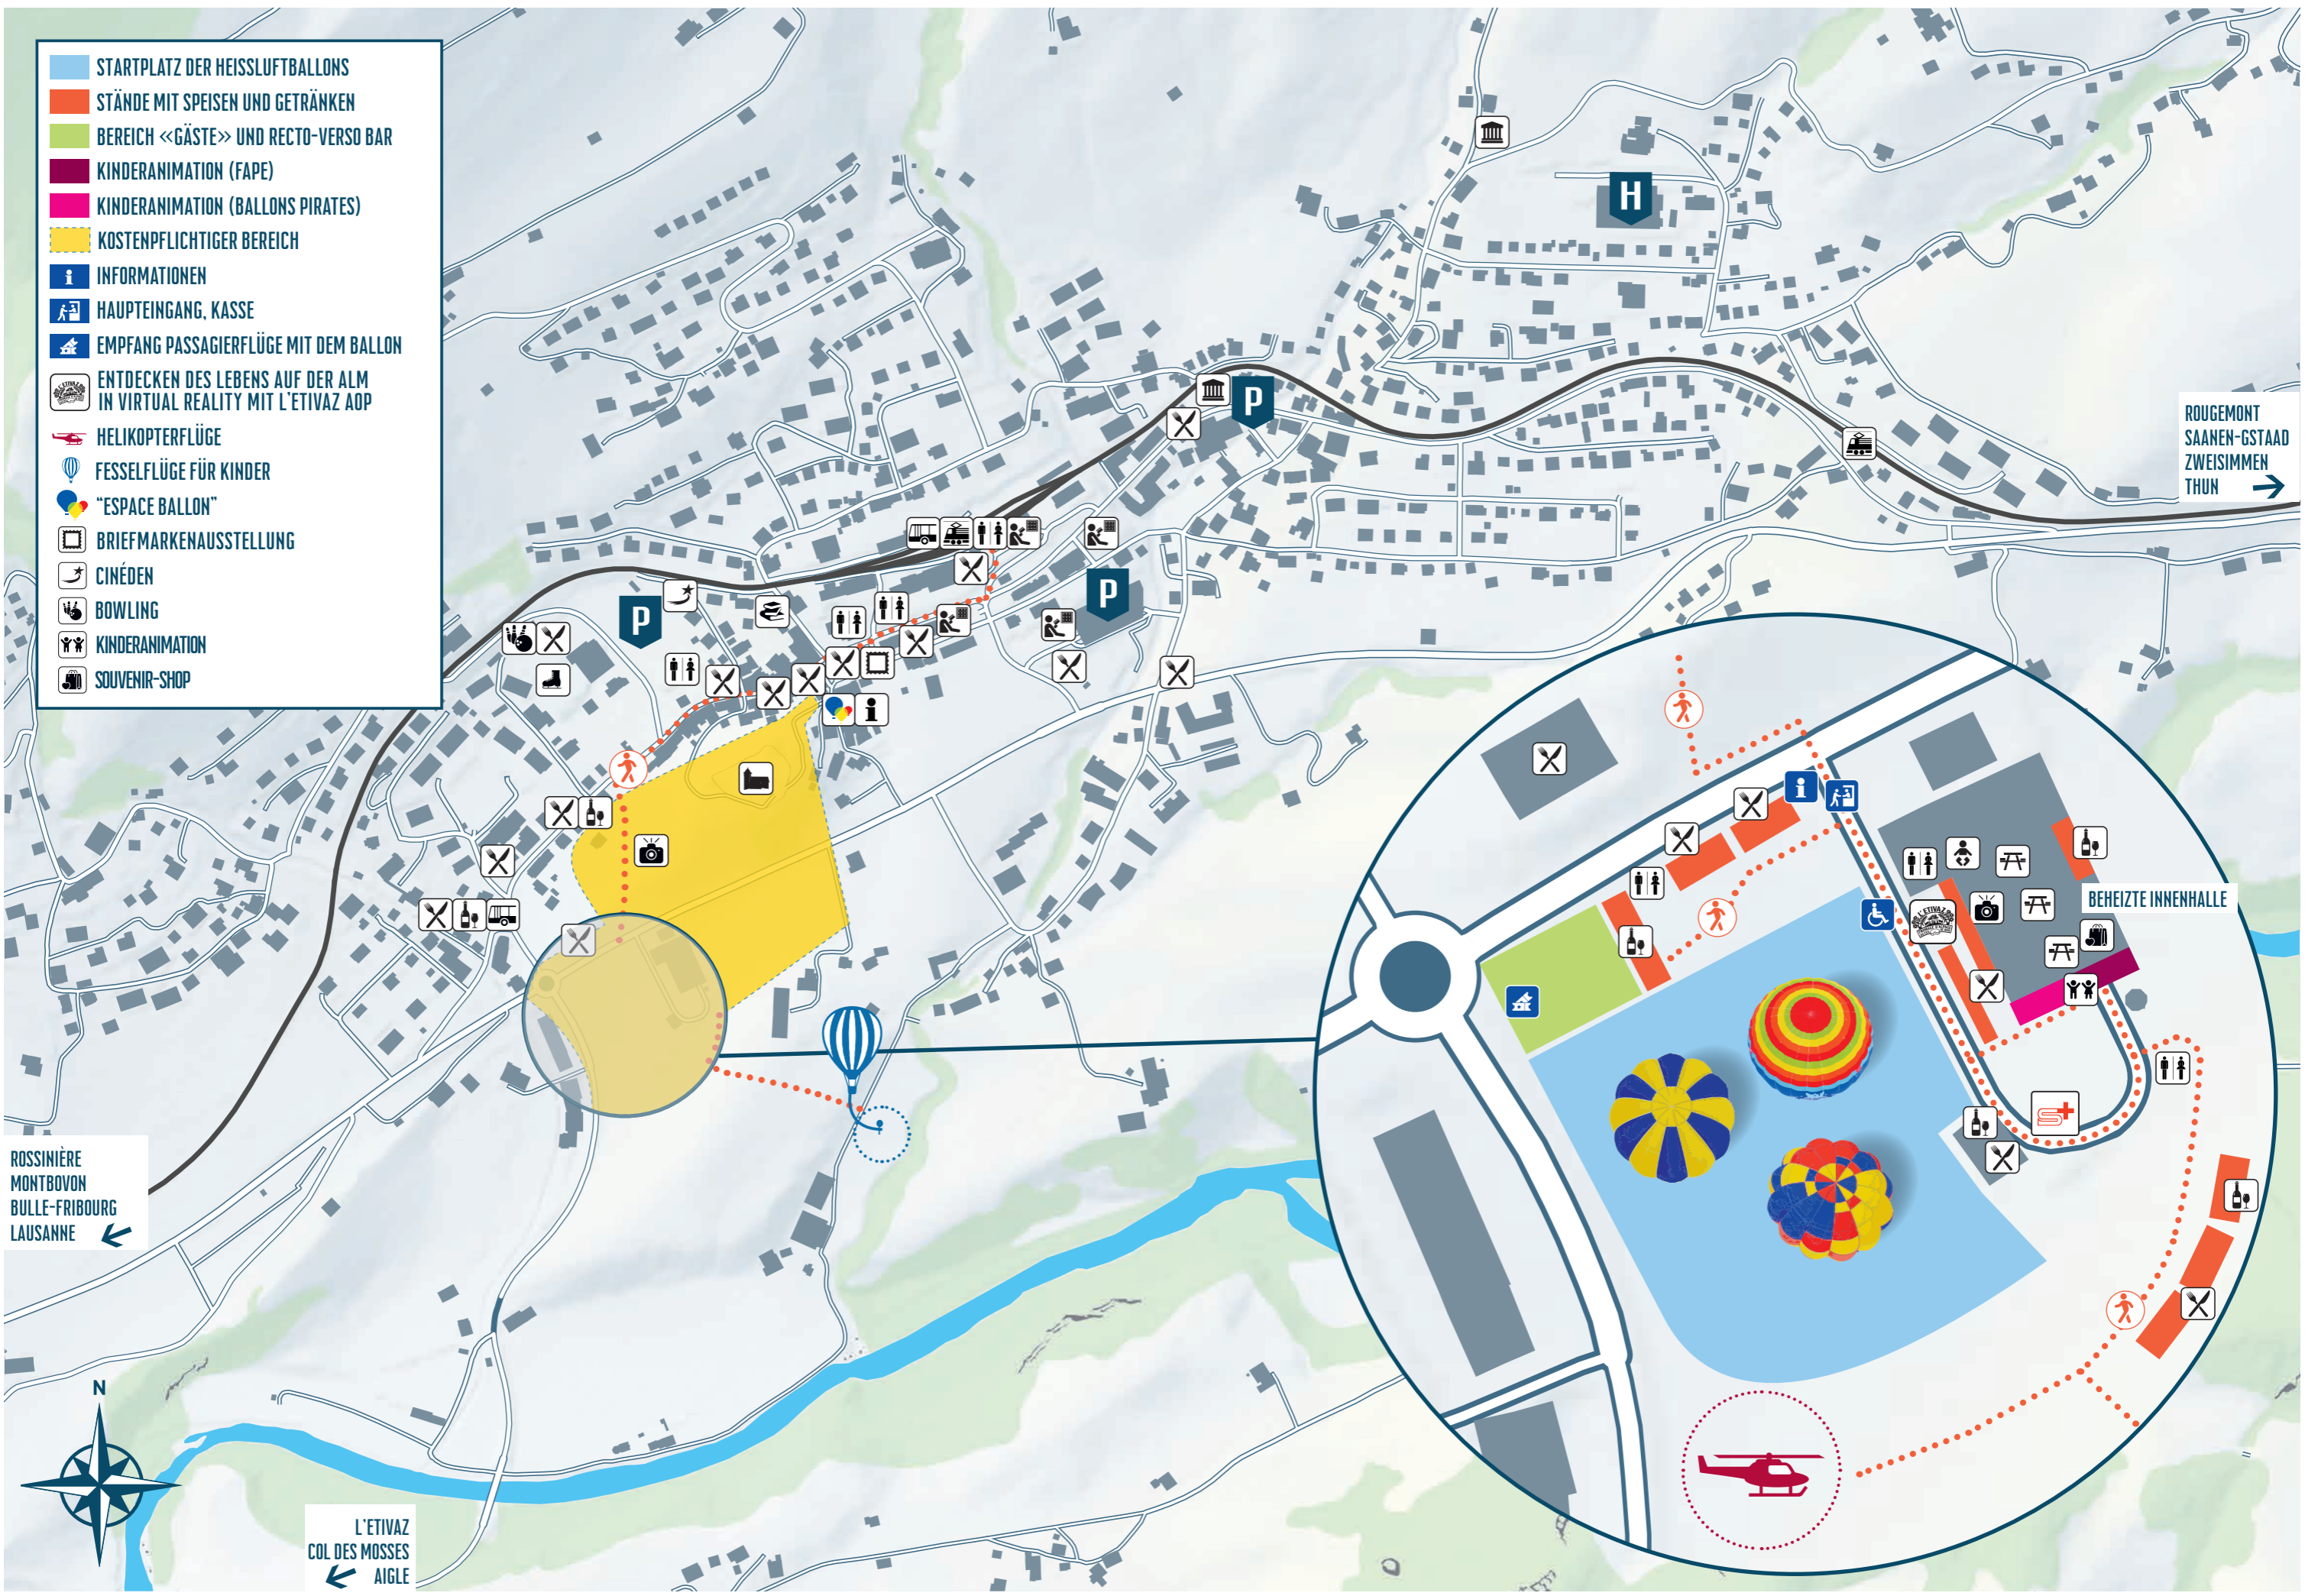 STARTPLATZ DER HEISSLUFTBALLONS
STÄNDE MIT SPEISEN UND GETRÄNKEN
BEREICH «GÄSTE» UND RECTO-VERSO BAR
KINDERANIMATION (FAPE)
KINDERANIMATION (BALLONS PIRATES)
KOSTENPFLICHTIGER BEREICH
i INFORMATIONEN
HAUPTEINGANG, KASSE
EMPFANG PASSAGIERFLÜGE MIT DEM BALLON
L'ETIVAZ
ENTDECKEN DES LEBENS AUF DER ALM
IN VIRTUAL REALITY MIT L'ETIVAZ AOP
HELIKOPTERFLÜGE
FESSELFLÜGE FÜR KINDER
"ESPACE BALLON"
BRIEFMARKENAUSSTELLUNG
CINÉDEN
BOWLING
KINDERANIMATION
SOUVENIR-SHOP
H
P
ROUGEMONT
SAANEN-GSTAAD
ZWEISIMMEN
THUN
P
P
i
i
BEHEIZTE INNENHALLE
L'ETIVAZ
S+
ROSSINIÈRE
MONTBOVON
BULLE-FRIBOURG
LAUSANNE
N
L'ETIVAZ
COL DES MOSSES
AIGLE